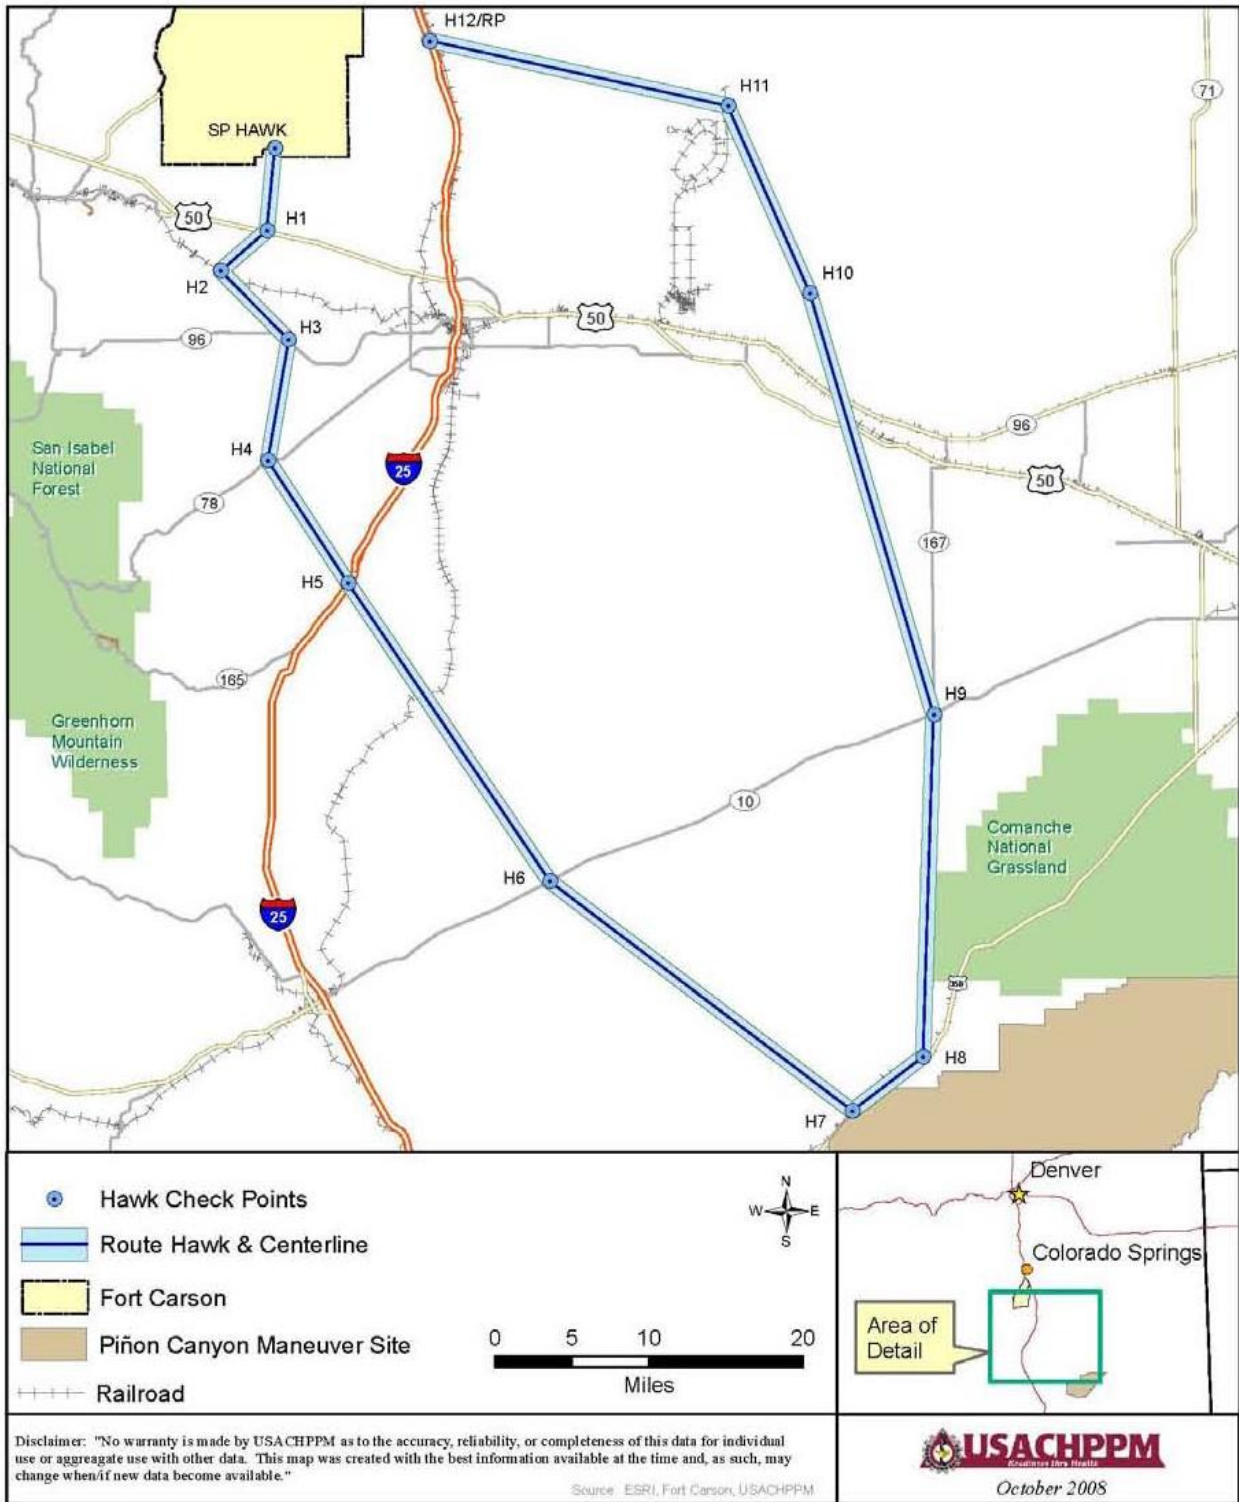 H12/RP
H11
71
SP HAWK
50
H1
H2
H10
96
H3
50
96
San Isabel
National
Forest
H4
25
50
78
167
H5
165
H9
Greenhorn
Mountain
Wilderness
10
Comanche
National
Grassland
H6
25
350
H8
H7
Hawk Check Points
Route Hawk & Centerline
Fort Carson
Piñon Canyon Maneuver Site
Railroad
N
W E
S
0 5 10 20
Miles
Denver
Colorado Springs
Area of
Detail
Disclaimer: "No warranty is made by USACHPPM as to the accuracy, reliability, or completeness of this data for individual
use or aggreagate use with other data. This map was created with the best information available at the time and, as such, may
change when/if new data become available."
Source: ESRI, Fort Carson, USACHPPM
USACHPPM
Readiness thru Health
October 2008